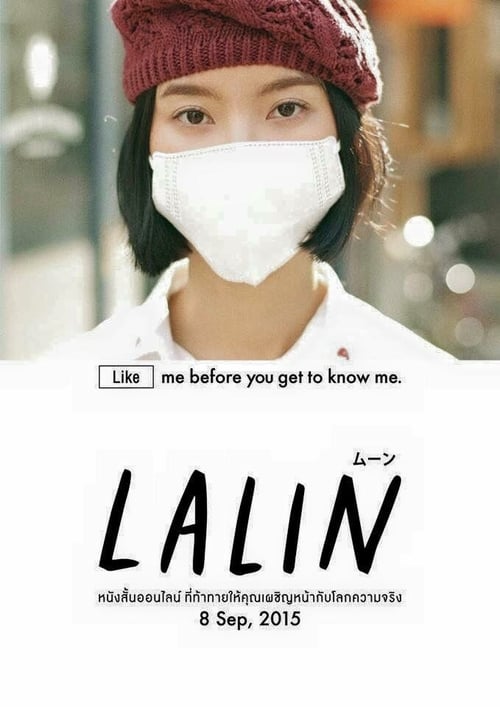 Like me before you get to know me.
ムーン
LALIN
หนังสั้นออนไลน์ ที่ท้าทายให้คุณเผชิญหน้ากับโลกความจริง
8 Sep, 2015